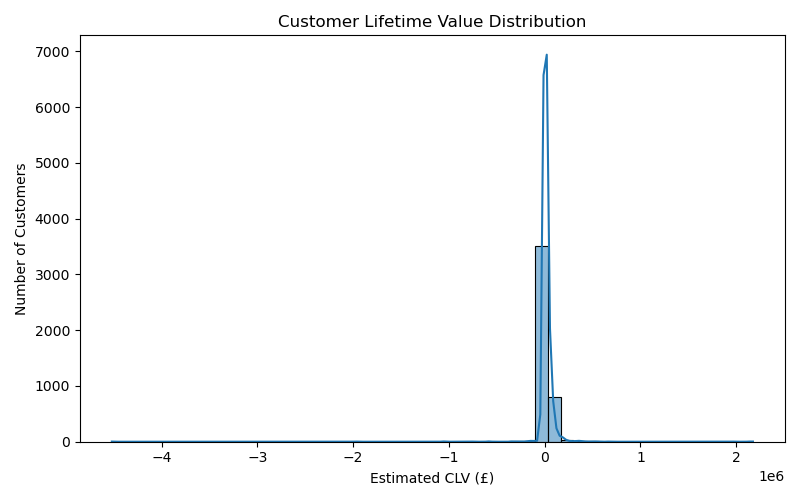 Customer Lifetime Value Distribution
7000
6000
5000
4000
3000
2000
1000
0
Number of Customers
−4 −3 −2 −1 0 1 2
1e6
Estimated CLV (£)